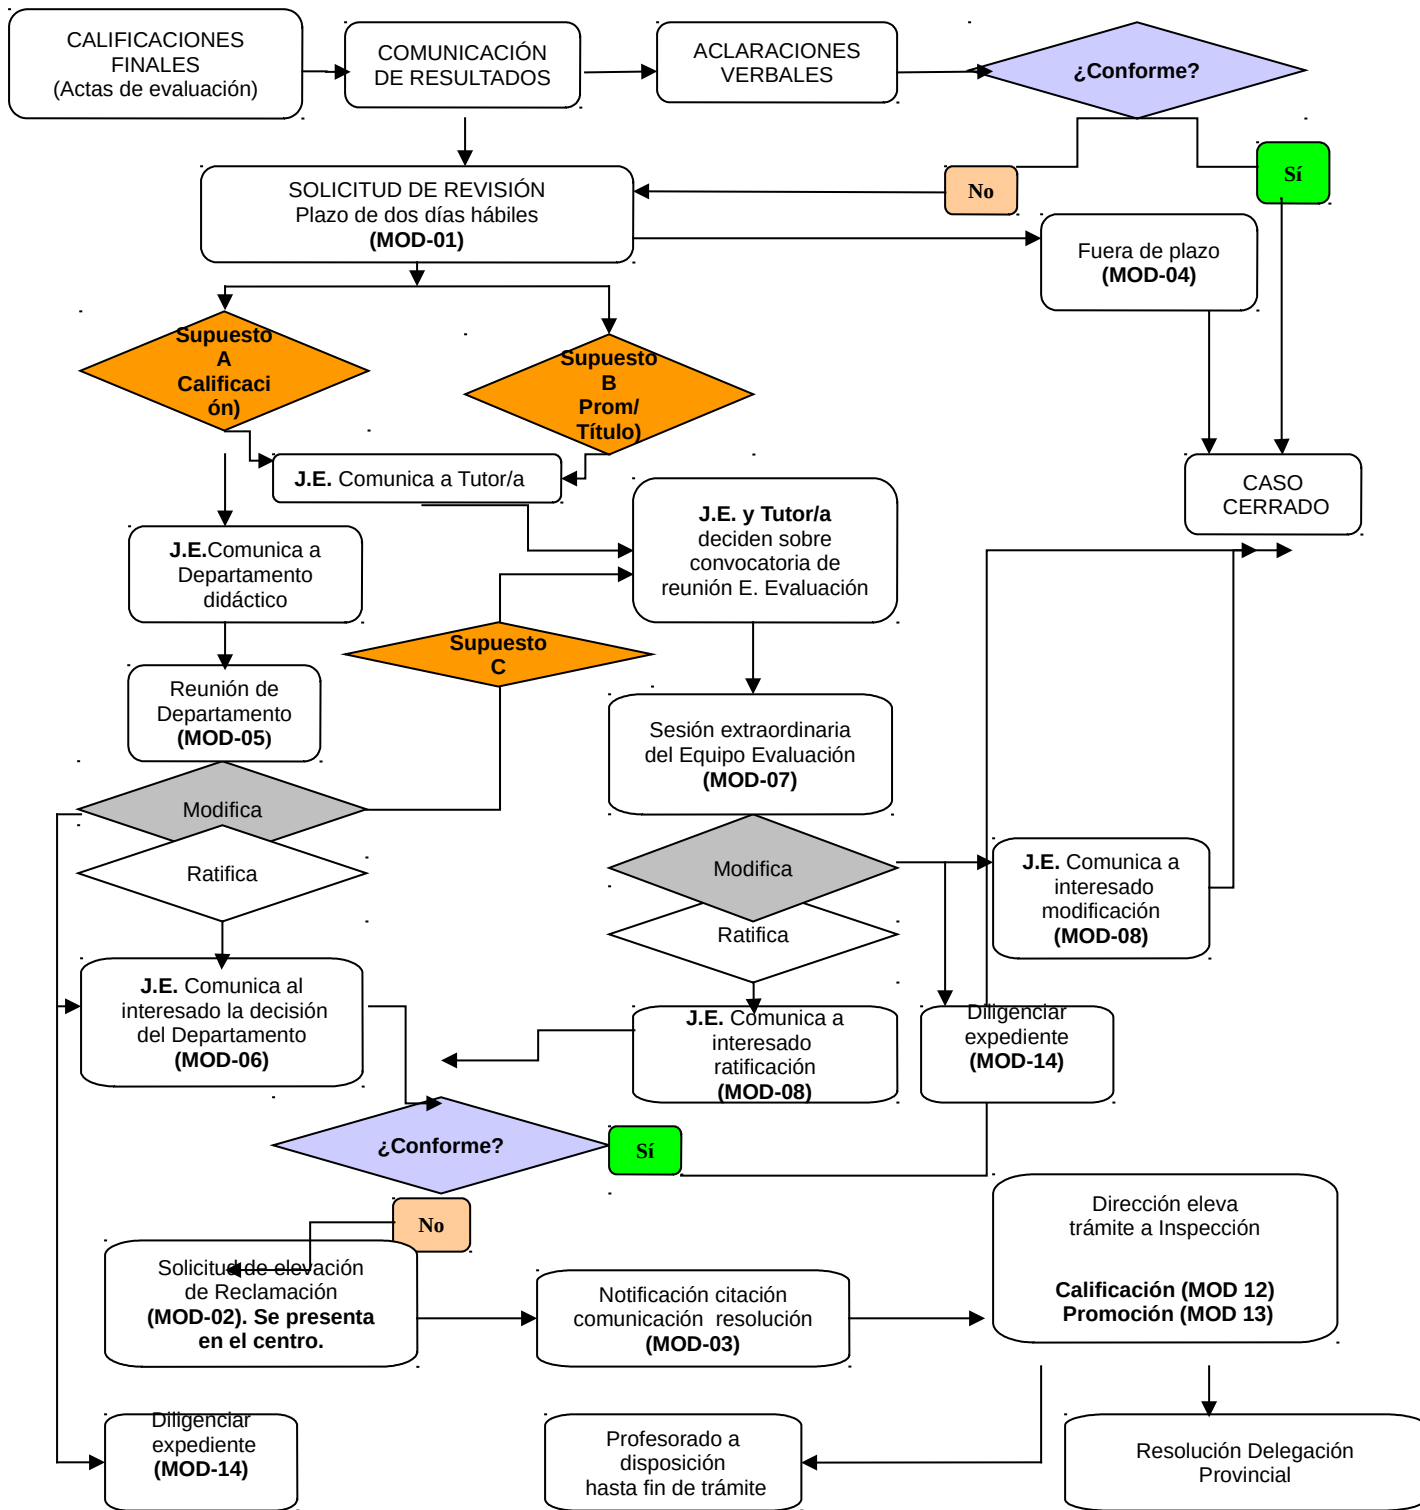 CALIFICACIONES
FINALES
(Actas de evaluación)
COMUNICACIÓN
DE RESULTADOS
ACLARACIONES
VERBALES
¿Conforme?
No
Sí
SOLICITUD DE REVISIÓN
Plazo de dos días hábiles
(MOD-01)
Fuera de plazo
(MOD-04)
Supuesto
A
Calificaci
ón)
Supuesto
B
Prom/
Título)
J.E. Comunica a Tutor/a
CASO
CERRADO
J.E. y Tutor/a
deciden sobre
convocatoria de
reunión E. Evaluación
J.E.Comunica a
Departamento
didáctico
Supuesto
C
Reunión de
Departamento
(MOD-05)
Sesión extraordinaria
del Equipo Evaluación
(MOD-07)
Modifica
Ratifica
Modifica
Ratifica
J.E. Comunica a
interesado
modificación
(MOD-08)
J.E. Comunica al
interesado la decisión
del Departamento
(MOD-06)
J.E. Comunica a
interesado
ratificación
(MOD-08)
Diligenciar
expediente
(MOD-14)
¿Conforme?
Sí
No
Solicitud de elevación
de Reclamación
(MOD-02). Se presenta
en el centro.
Notificación citación
comunicación resolución
(MOD-03)
Dirección eleva
trámite a Inspección
Calificación (MOD 12)
Promoción (MOD 13)
Diligenciar
expediente
(MOD-14)
Profesorado a
disposición
hasta fin de trámite
Resolución Delegación
Provincial